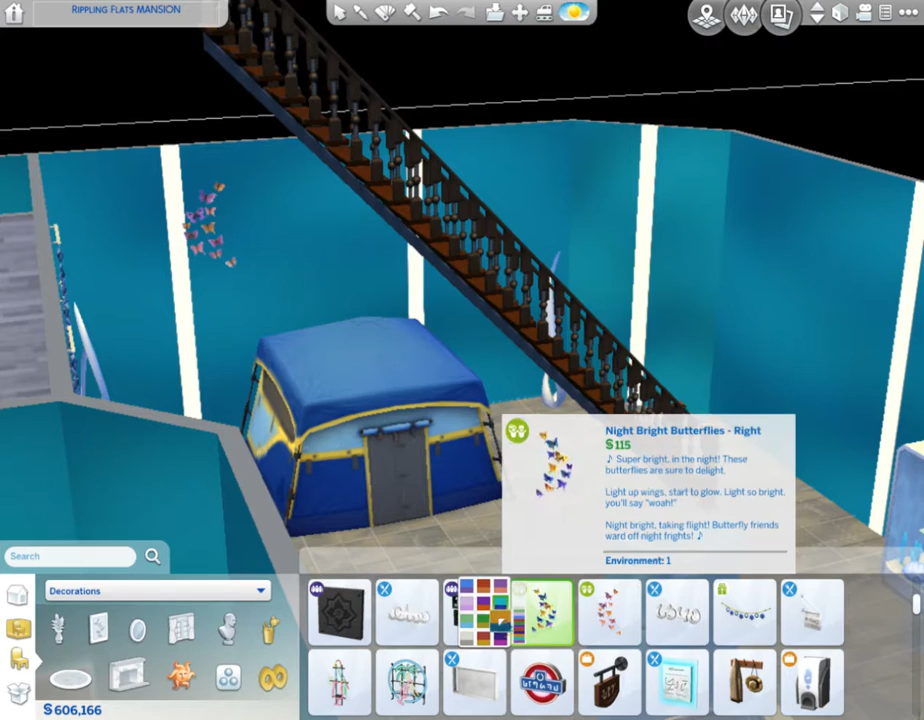 RIPPLING FLATS MANSION
Night Bright Butterflies - Right
$115
♪ Super bright, in the night! These
butterflies are sure to delight.
Light up wings, start to glow. Light so bright,
you'll say "woah!"
Night bright, taking flight! Butterfly friends
ward off night frights! ♪
Environment: 1
Search
Decorations
$606,166